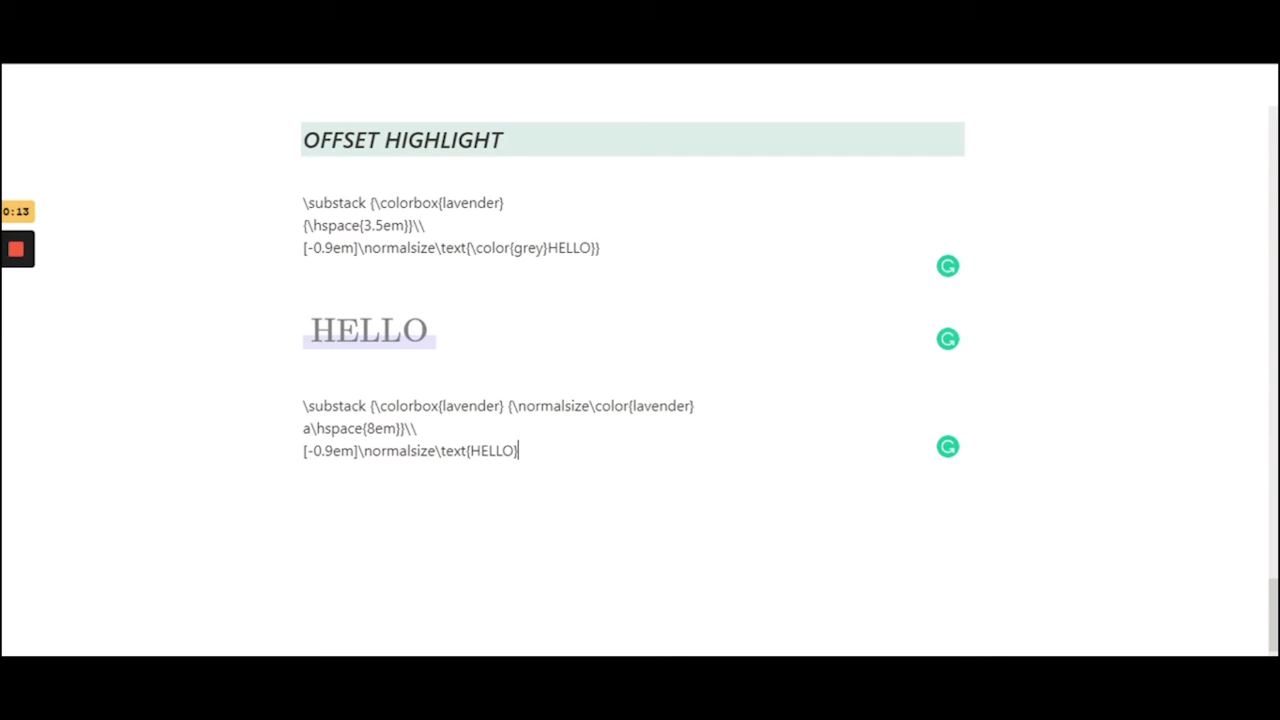 OFFSET HIGHLIGHT
\substack {\colorbox{lavender}
{\hspace{3.5em}}\\
[-0.9em]\normalsize\text{\color{grey}HELLO}}
0:13
HELLO
\substack {\colorbox{lavender} {\normalsize\color{lavender}
a\hspace{8em}}\\
[-0.9em]\normalsize\text{HELLO}